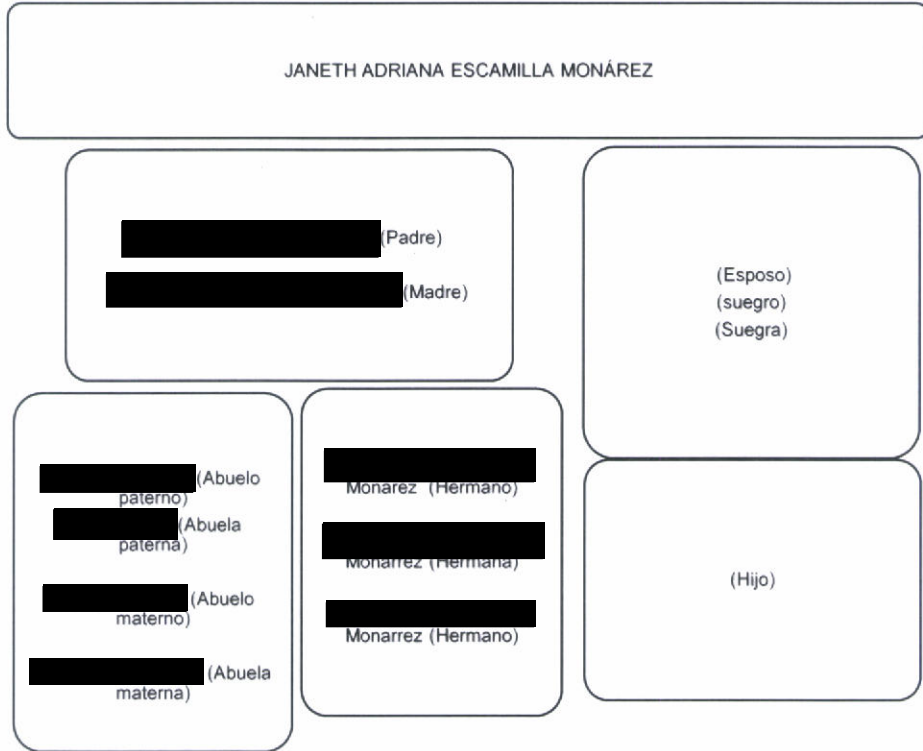 JANETH ADRIANA ESCAMILLA MONÁREZ
(Padre)
(Madre)
(Esposo)
(suegro)
(Suegra)
(Abuelo
paterno)
(Abuela
paterna)
(Abuelo
materno)
(Abuela
materna)
Monarez (Hermano)
Monarrez (Hermana)
Monarrez (Hermano)
(Hijo)